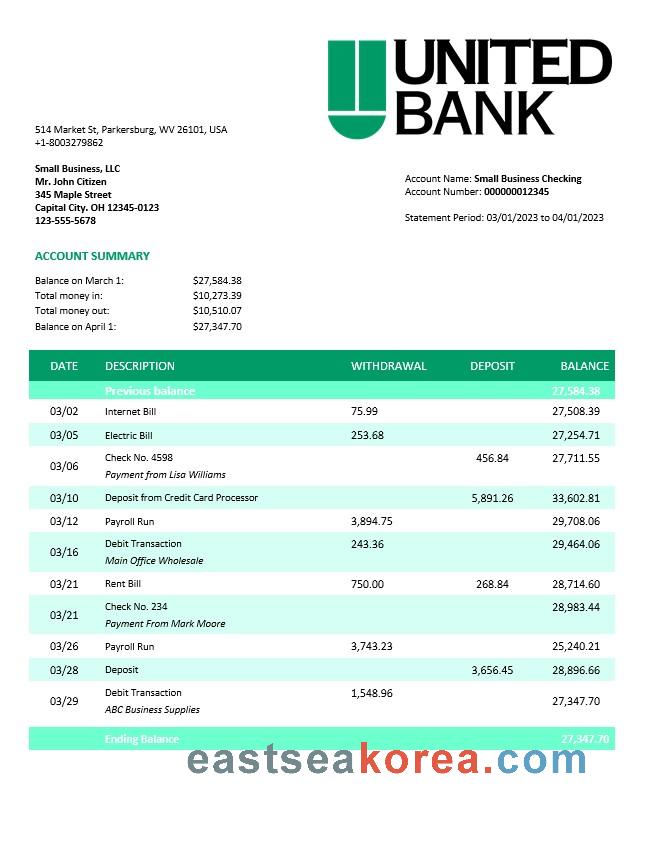 UNITED
BANK
514 Market St, Parkersburg, WV 26101, USA
+1-8003279862
Small Business, LLC
Mr. John Citizen
345 Maple Street
Capital City. OH 12345-0123
123-555-5678
Account Name: Small Business Checking
Account Number: 000000012345
Statement Period: 03/01/2023 to 04/01/2023
ACCOUNT SUMMARY
Balance on March 1: $27,584.38
Total money in: $10,273.39
Total money out: $10,510.07
Balance on April 1: $27,347.70
DATE DESCRIPTION WITHDRAWAL DEPOSIT BALANCE
Previous balance 27,584.38
03/02 Internet Bill 75.99 27,508.39
03/05 Electric Bill 253.68 27,254.71
03/06 Check No. 4598 456.84 27,711.55
Payment from Lisa Williams
03/10 Deposit from Credit Card Processor 5,891.26 33,602.81
03/12 Payroll Run 3,894.75 29,708.06
03/16 Debit Transaction 243.36 29,464.06
Main Office Wholesale
03/21 Rent Bill 750.00 268.84 28,714.60
03/21 Check No. 234 28,983.44
Payment From Mark Moore
03/26 Payroll Run 3,743.23 25,240.21
03/28 Deposit 3,656.45 28,896.66
03/29 Debit Transaction 1,548.96 27,347.70
ABC Business Supplies
Ending Balance 27,347.70
eastseakorea.com